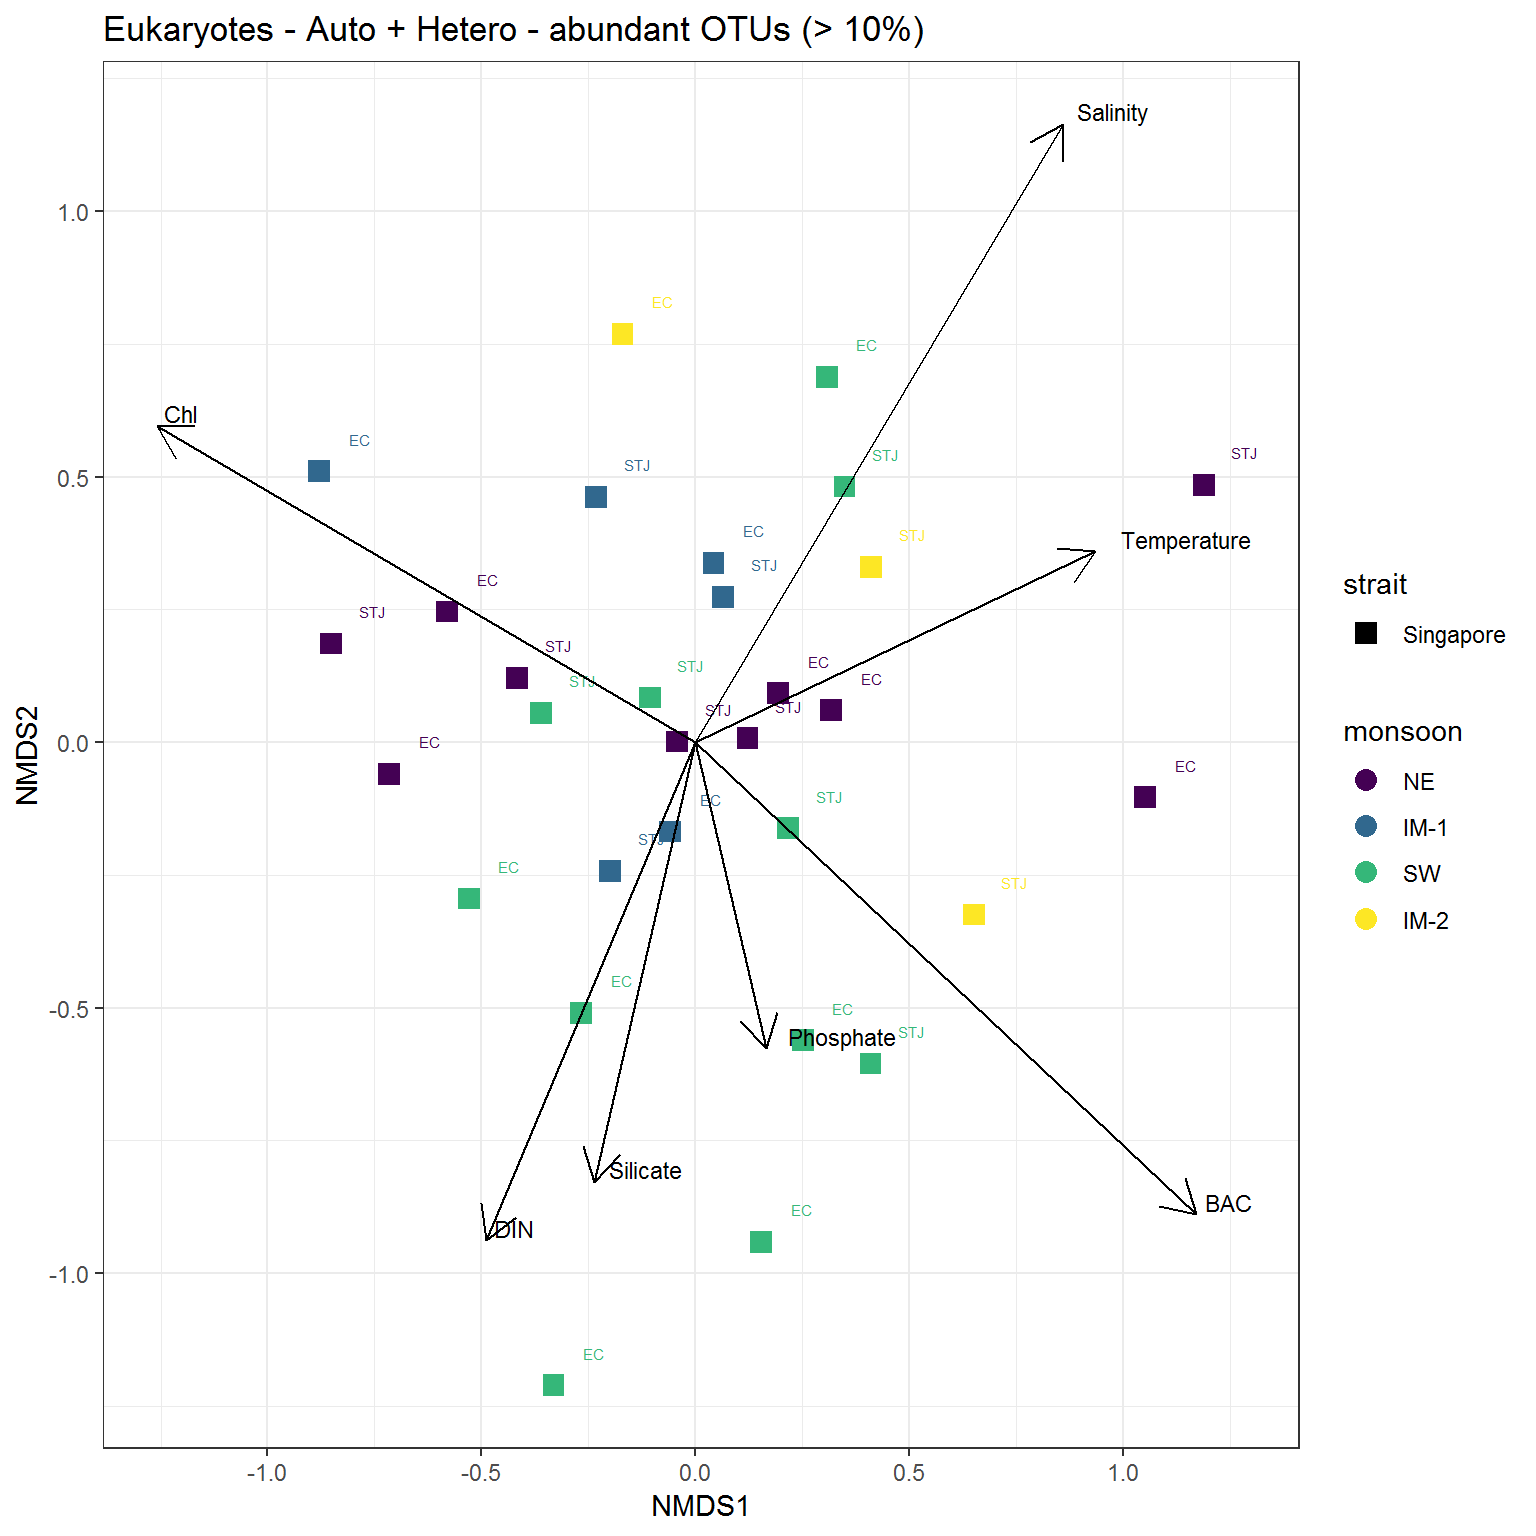 Eukaryotes - Auto + Hetero - abundant OTUs (> 10%)
Salinity
EC
EC
Chl
EC
STJ
STJ
STJ
EC
STJ
Temperature
STJ
EC
STJ
STJ
EC
STJ
EC
STJ
STJ
STJ
EC
EC
EC
STJ
STJ
EC
STJ
EC
EC
STJ
Phosphate
Silicate
BAC
EC
DIN
EC
1.0
0.5
0.0
-0.5
-1.0
NMDS2
-1.0
-0.5
0.0
0.5
1.0
NMDS1
strait
Singapore
monsoon
NE
IM-1
SW
IM-2